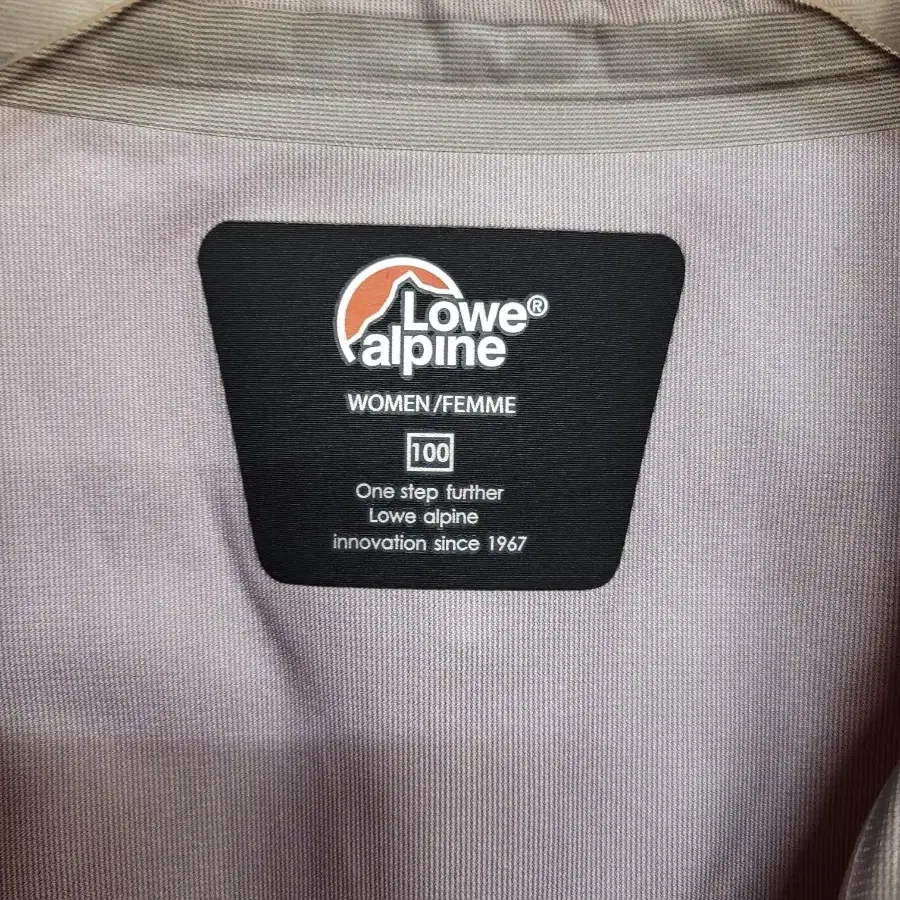 Lowe®
alpine
WOMEN/FEMME
100
One step further
Lowe alpine
innovation since 1967